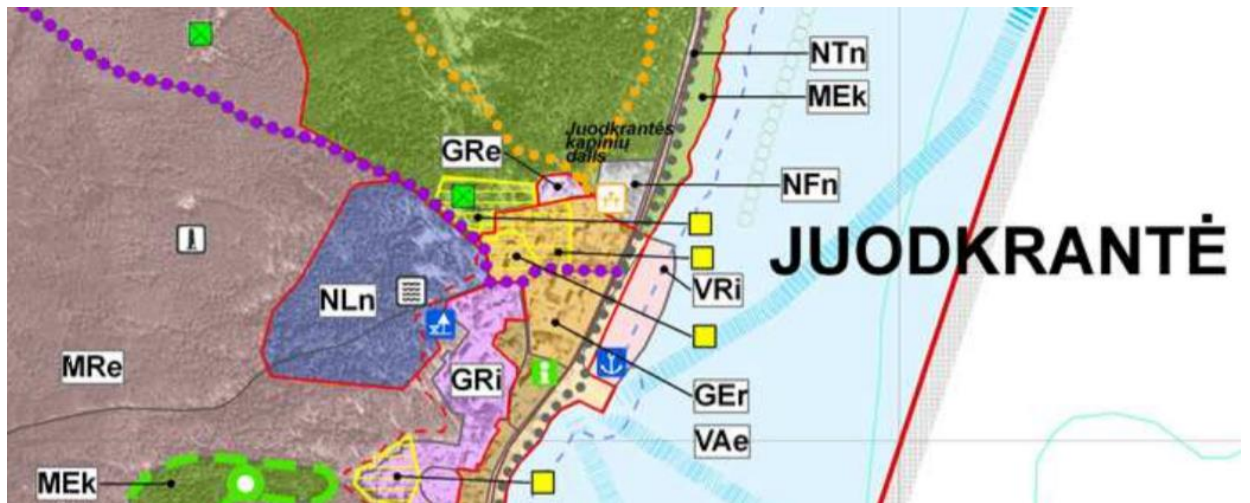 NTn
MEk
Juodkrantės
kapinių
dalis
GRe
NFn
JUODKRANTĖ
VRi
NLn
MRe
GRi
GEr
VAe
MEk